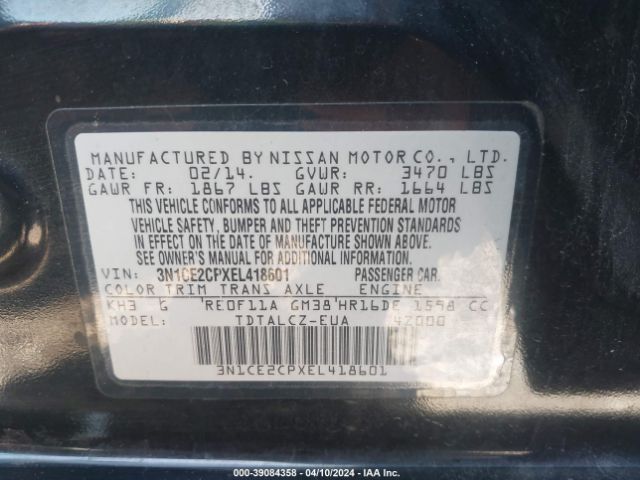 MANUFACTURED BY NISSAN MOTOR CO., LTD.
DATE: 02/14. GVWR: 3470 LBS
GAWR FR: 1867 LBS GAWR RR: 1664 LBS
THIS VEHICLE CONFORMS TO ALL APPLICABLE FEDERAL MOTOR
VEHICLE SAFETY, BUMPER AND THEFT PREVENTION STANDARDS
IN EFFECT ON THE DATE OF MANUFACTURE SHOWN ABOVE.
SEE OWNER'S MANUAL FOR ADDITIONAL INFORMATION.
VIN: 3N1CE2CPXEL418601 PASSENGER CAR.
COLOR TRIM TRANS AXLE ENGINE
KH3 G 'RE0F11A GM38'HR16DE 1598 CC
MODEL: TDTALCZ-EUA 42000
3N1CE2CPXEL418601
000-39084358 - 04/10/2024 - IAA Inc.